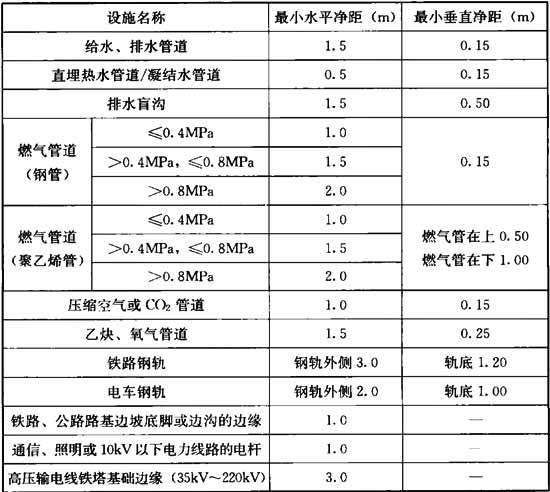 设施名称 最小水平净距（m） 最小垂直净距（m）
给水、排水管道 1.5 0.15
直埋热水管道/凝结水管道 0.5 0.15
排水盲沟 1.5 0.50
燃气管道（钢管） ≤0.4MPa 1.0 0.15
>0.4MPa，≤0.8MPa 1.5
>0.8MPa 2.0
燃气管道（聚乙烯管） ≤0.4MPa 1.0 燃气管在上 0.50 燃气管在下 1.00
>0.4MPa，≤0.8MPa 1.5
>0.8MPa 2.0
压缩空气或 CO₂ 管道 1.0 0.15
乙炔、氧气管道 1.5 0.25
铁路钢轨 钢轨外侧 3.0 轨底 1.20
电车钢轨 钢轨外侧 2.0 轨底 1.00
铁路、公路路基边坡底脚或边沟的边缘 1.0 —
通信、照明或 10kV 以下电力线路的电杆 1.0 —
高压输电线铁塔基础边缘（35kV～220kV） 3.0 —